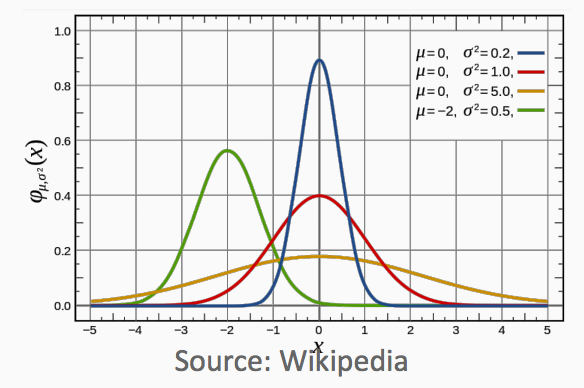 1.0
0.8
0.6
0.4
0.2
0.0
φμ,σ²(x)
μ=0, σ²=0.2,
μ=0, σ²=1.0,
μ=0, σ²=5.0,
μ=−2, σ²=0.5,
−5 −4 −3 −2 −1 0 1 2 3 4 5
x
Source: Wikipedia